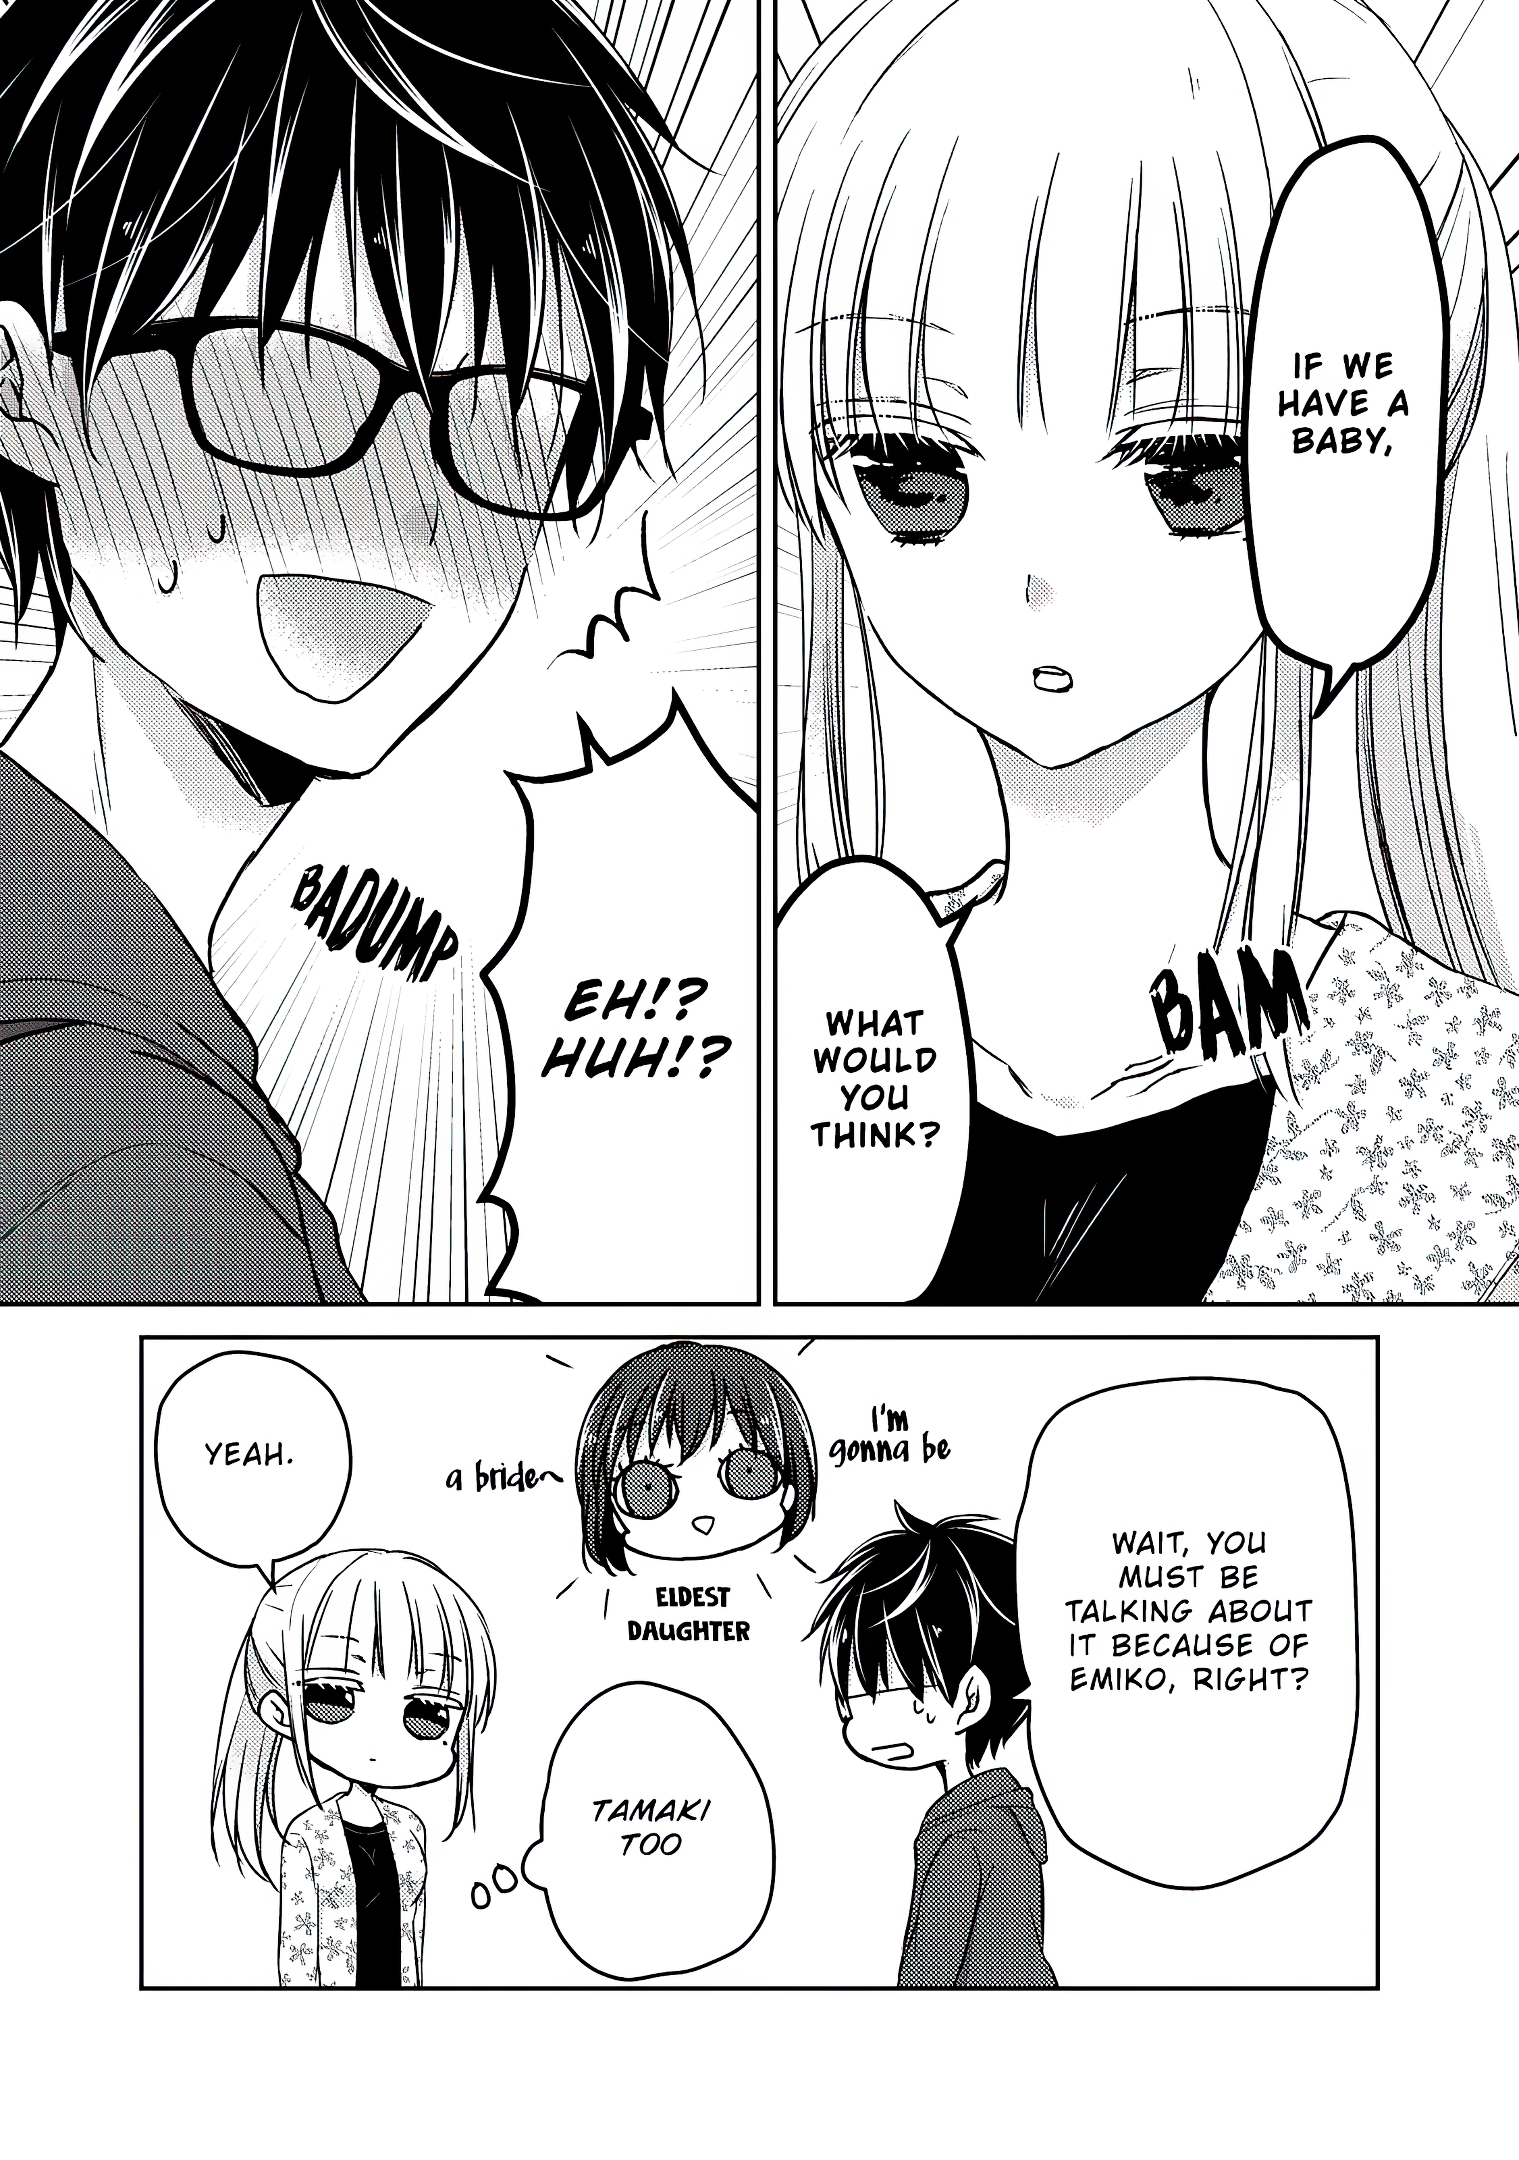 IF WE
HAVE A
BABY,
BAM
WHAT
WOULD
YOU
THINK?
EH!?
HUH!?
BADUMP
WAIT, YOU
MUST BE
TALKING ABOUT
IT BECAUSE OF
EMIKO, RIGHT?
I'm
gonna be
a bride~
ELDEST
DAUGHTER
TAMAKI
TOO
YEAH.